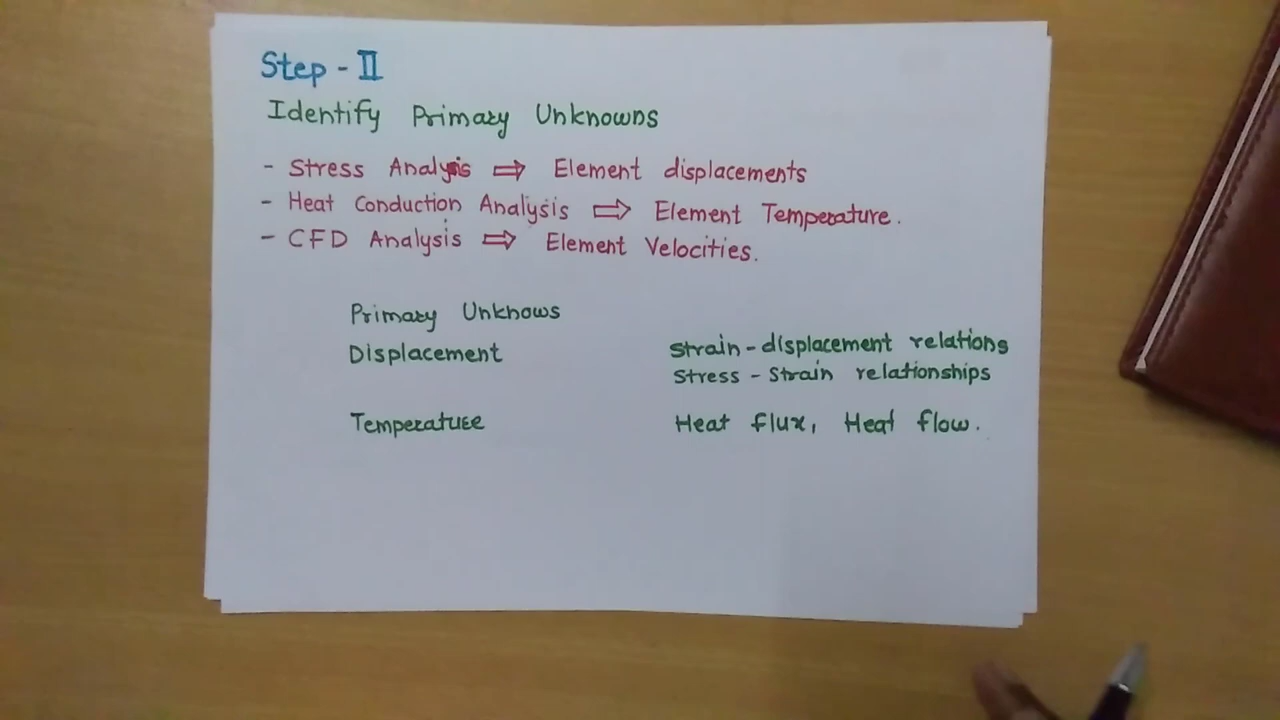 Step - II
Identify Primary Unknowns
- Stress Analysis ⇒ Element displacements
- Heat Conduction Analysis ⇒ Element Temperature.
- CFD Analysis ⇒ Element Velocities.
Primary Unknows
Displacement Strain-displacement relations
Stress - Strain relationships
Temperature Heat flux, Heat flow.